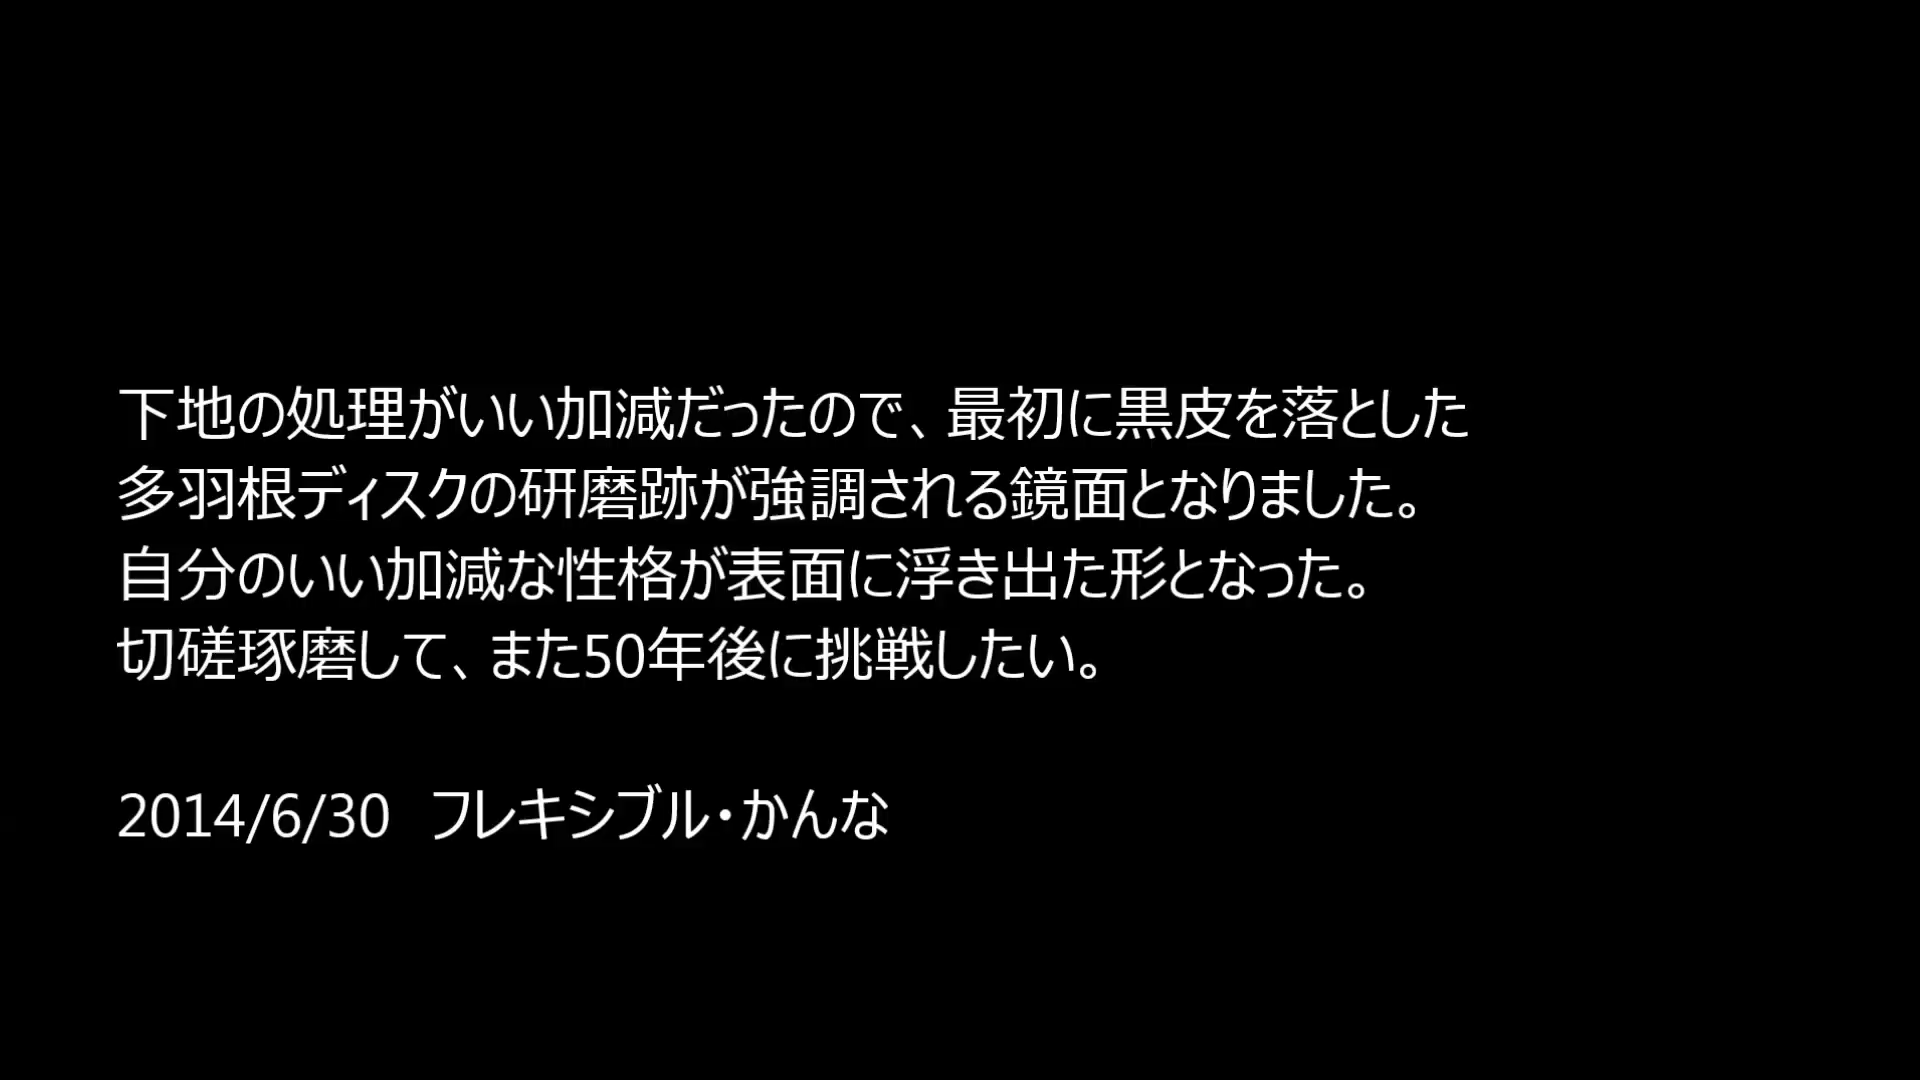 下地の処理がいい加減だったので、最初に黒皮を落とした
多羽根ディスクの研磨跡が強調される鏡面となりました。
自分のいい加減な性格が表面に浮き出た形となった。
切磋琢磨して、また50年後に挑戦したい。
2014/6/30　フレキシブル・かんな